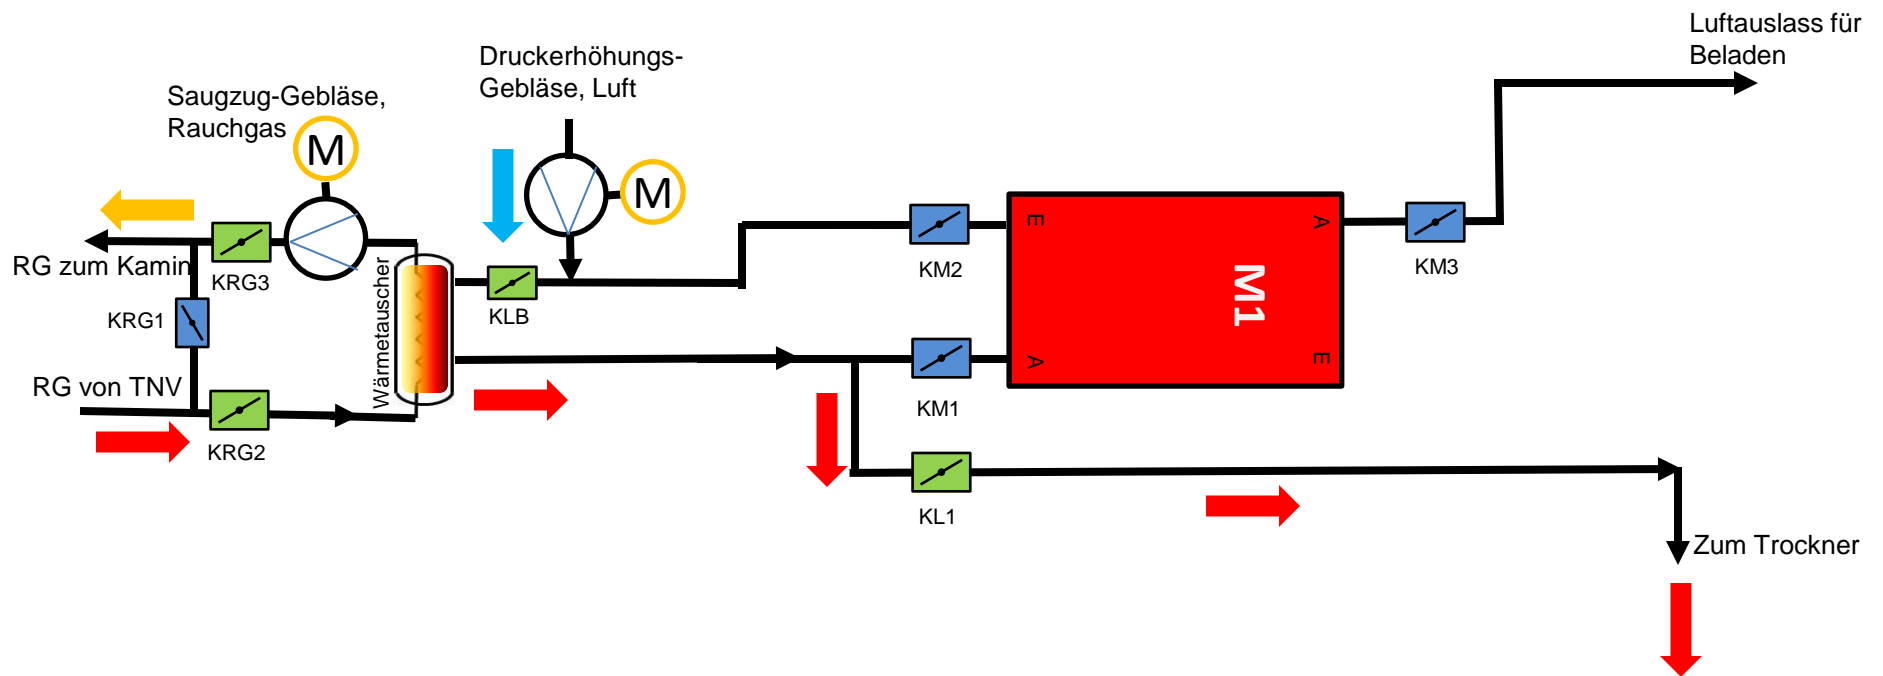 Luftauslass für
Beladen
Druckerhöhungs-
Gebläse, Luft
Saugzug-Gebläse,
Rauchgas
M
M
RG zum Kamin
KRG3
Wärmetauscher
KLB
KM2
E
A
M1
KM3
KRG1
A
E
RG von TNV
KRG2
KM1
KL1
Zum Trockner